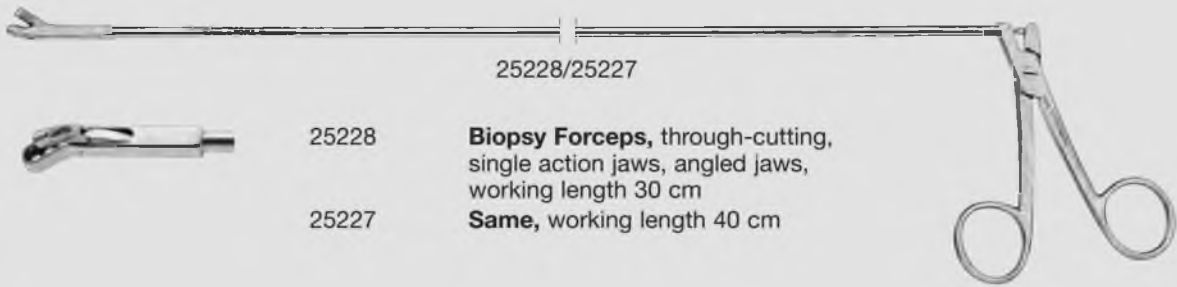 25228/25227
25228 Biopsy Forceps, through-cutting,
single action jaws, angled jaws,
working length 30 cm
25227 Same, working length 40 cm